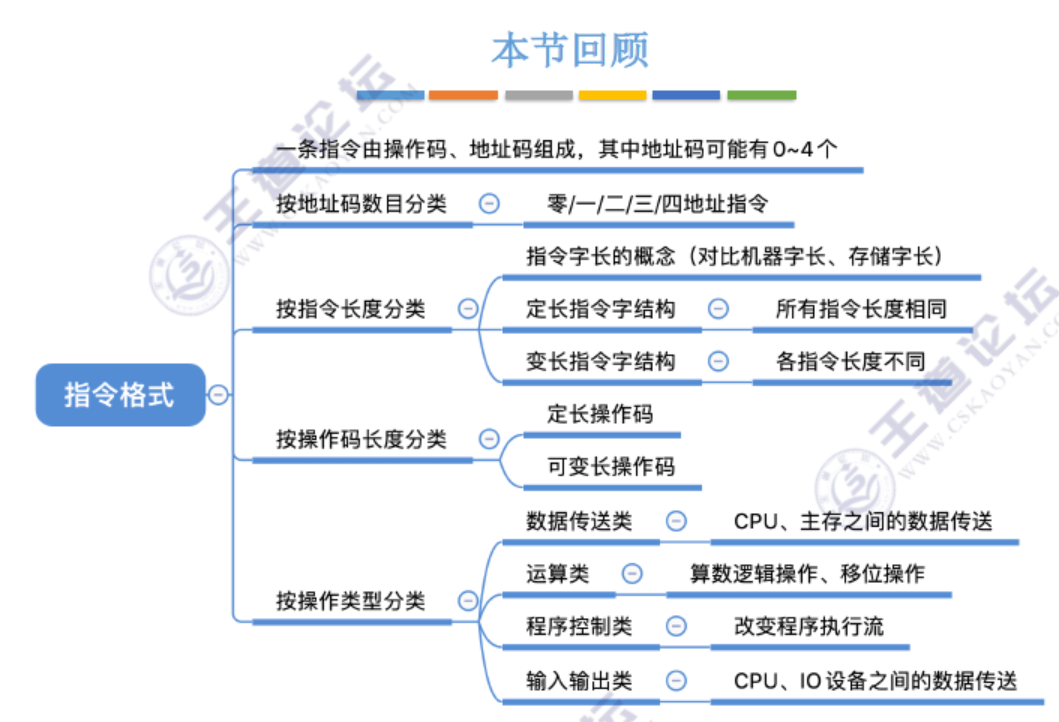 本节回顾
一条指令由操作码、地址码组成，其中地址码可能有0~4个
按地址码数目分类
零/一/二/三/四地址指令
指令字长的概念（对比机器字长、存储字长）
按指令长度分类
定长指令字结构
所有指令长度相同
变长指令字结构
各指令长度不同
指令格式
定长操作码
按操作码长度分类
可变长操作码
数据传送类
CPU、主存之间的数据传送
运算类
算数逻辑操作、移位操作
按操作类型分类
程序控制类
改变程序执行流
输入输出类
CPU、IO设备之间的数据传送
王道论坛
WWW.CSKAOYAN.COM
王道论坛
WWW.CSKAOYAN.CO